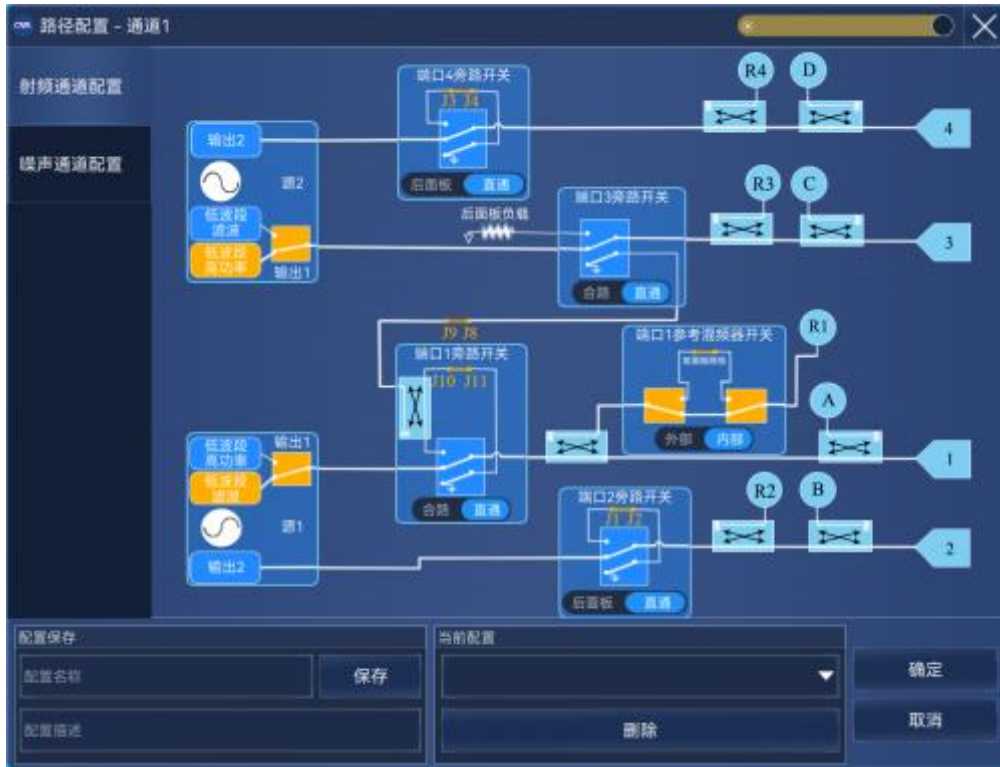 路径配置 - 通道1
射频通道配置
噪声通道配置
端口4旁路开关
J3 J4
后面板
直通
R4
D
4
输出2
源2
低波段
滤波
低波段
高功率
输出1
后面板负载
端口3旁路开关
合路
直通
R3
C
3
J9 J8
端口1旁路开关
J10 J11
合路
直通
端口1参考混频器开关
外部
内部
R1
A
1
低波段
高功率
输出1
低波段
滤波
源1
输出2
端口2旁路开关
J1 J2
后面板
直通
R2
B
2
配置保存
配置名称
保存
配置描述
当前配置
删除
确定
取消